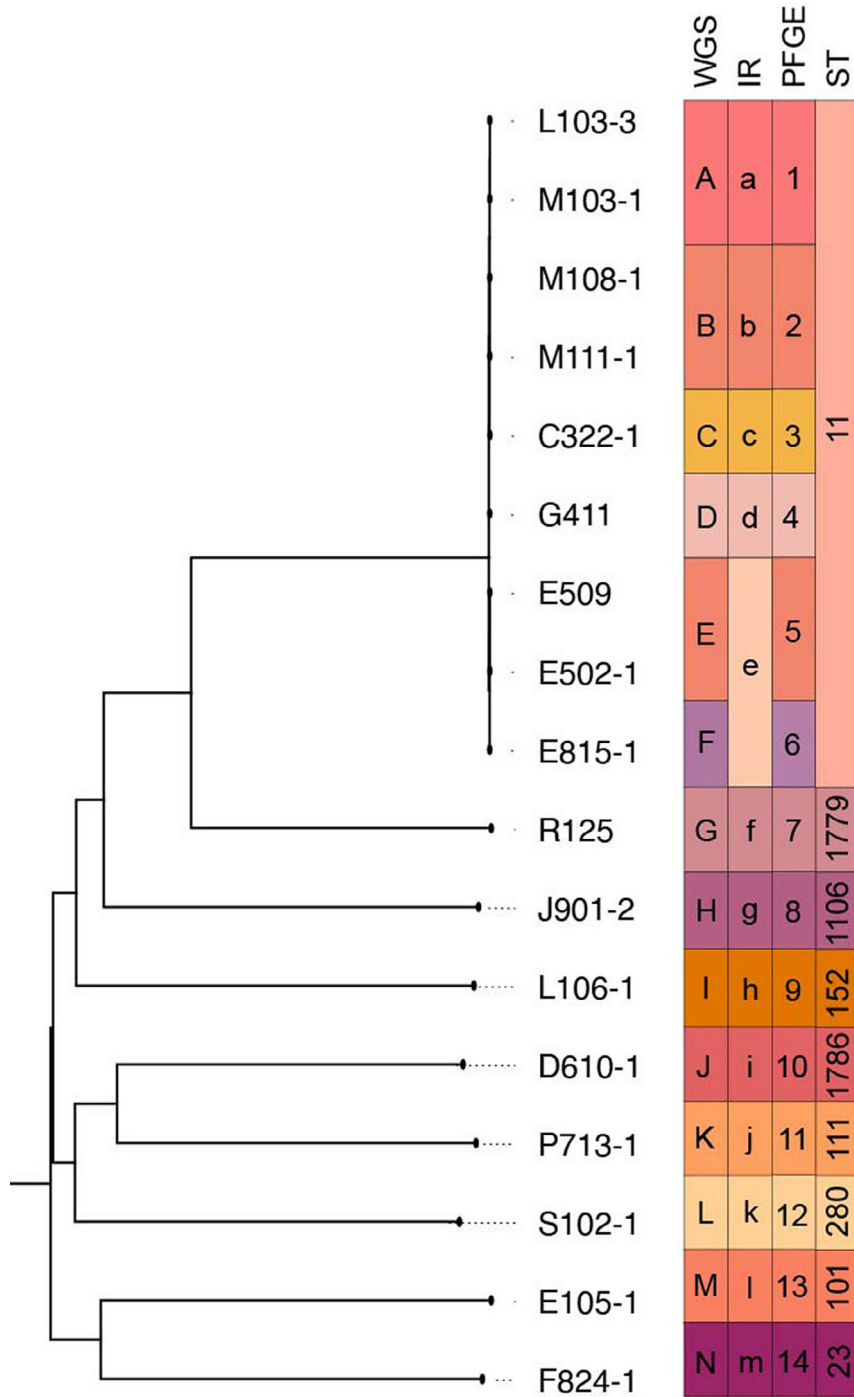 WGS IR PFGE ST
L103-3
A a 1
M103-1
M108-1
B b 2
M111-1
C322-1 C c 3 11
G411 D d 4
E509
E 5
E502-1 e
E815-1 F 6
R125 G f 7 1779
J901-2 H g 8 1106
L106-1 I h 9 152
D610-1 J i 10 1786
P713-1 K j 11 111
S102-1 L k 12 280
E105-1 M l 13 101
F824-1 N m 14 23